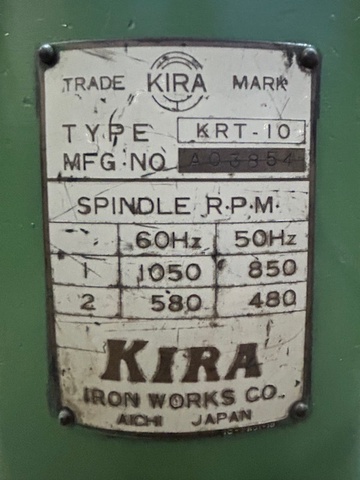 TRADE KIRA MARK
TYPE KRT-10
MFG·NO A03854
SPINDLE R.P.M.
60Hz 50Hz
1 1050 850
2 580 480
KIRA
IRON WORKS CO.
AICHI JAPAN